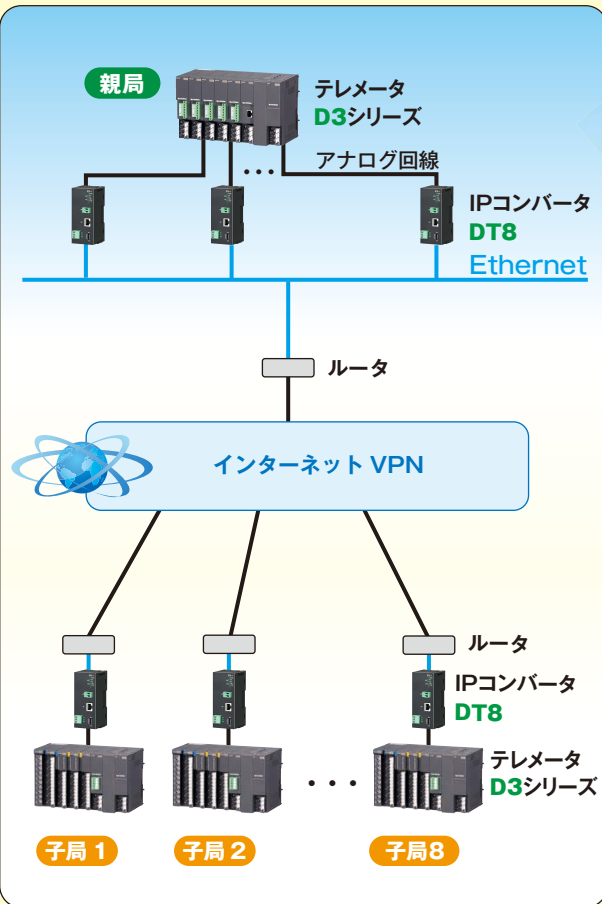 親局
テレメータ
D3シリーズ
アナログ回線
IPコンバータ
DT8
Ethernet
ルータ
インターネット VPN
ルータ
IPコンバータ
DT8
テレメータ
D3シリーズ
子局 1
子局 2
子局8